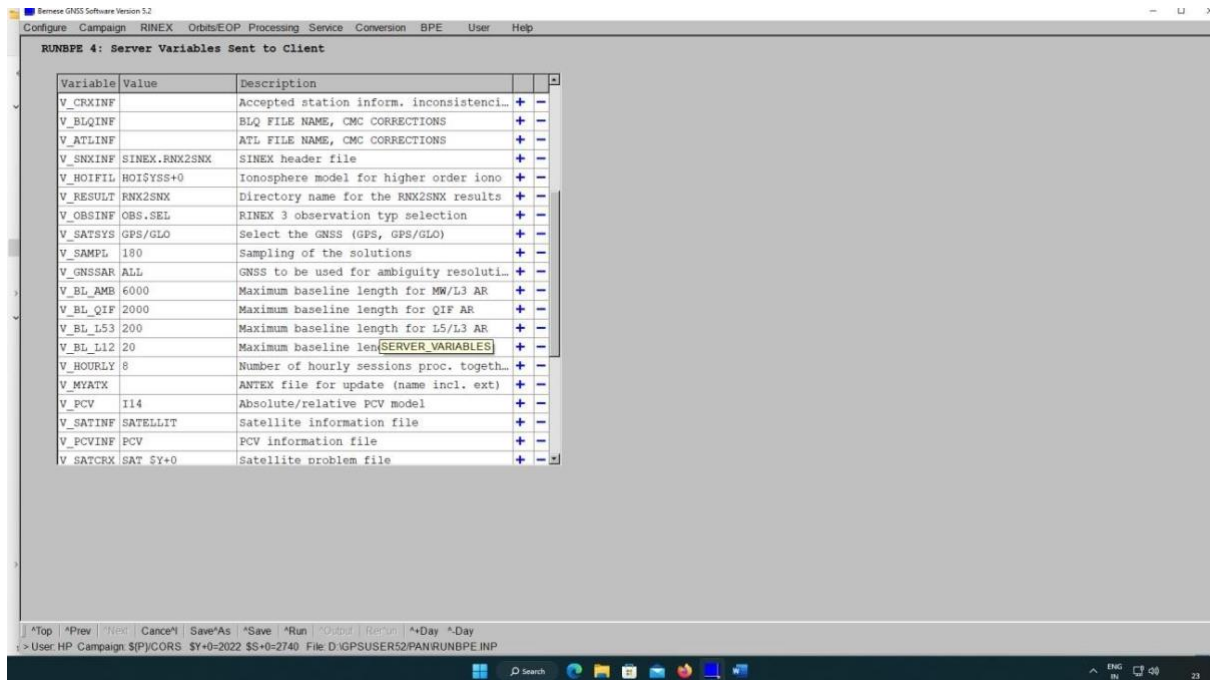 Bernese GNSS Software Version 5.2
Configure Campaign RINEX Orbits/EOP Processing Service Conversion BPE User Help
RUNBPE 4: Server Variables Sent to Client
Variable Value Description
V_CRXINF Accepted station inform. inconsistenci… + −
V_BLQINF BLQ FILE NAME, CMC CORRECTIONS + −
V_ATLINF ATL FILE NAME, CMC CORRECTIONS + −
V_SNXINF SINEX.RNX2SNX SINEX header file + −
V_HOIFIL HOI$YSS+0 Ionosphere model for higher order iono + −
V_RESULT RNX2SNX Directory name for the RNX2SNX results + −
V_OBSINF OBS.SEL RINEX 3 observation typ selection + −
V_SATSYS GPS/GLO Select the GNSS (GPS, GPS/GLO) + −
V_SAMPL 180 Sampling of the solutions + −
V_GNSSAR ALL GNSS to be used for ambiguity resoluti… + −
V_BL_AMB 6000 Maximum baseline length for MW/L3 AR + −
V_BL_QIF 2000 Maximum baseline length for QIF AR + −
V_BL_L53 200 Maximum baseline length for L5/L3 AR + −
V_BL_L12 20 Maximum baseline len SERVER_VARIABLES + −
V_HOURLY 8 Number of hourly sessions proc. togeth… + −
V_MYATX ANTEX file for update (name incl. ext) + −
V_PCV I14 Absolute/relative PCV model + −
V_SATINF SATELLIT Satellite information file + −
V_PCVINF PCV PCV information file + −
V_SATCRX SAT_$Y+0 Satellite problem file + −
^Top ^Prev ^Next Cance^l Save^As ^Save ^Run ^Output Rer^un ^+Day ^-Day
> User: HP Campaign: ${P}/CORS $Y+0=2022 $S+0=2740 File: D:\GPSUSER52/PAN/RUNBPE.INP
Search ENG
IN 23